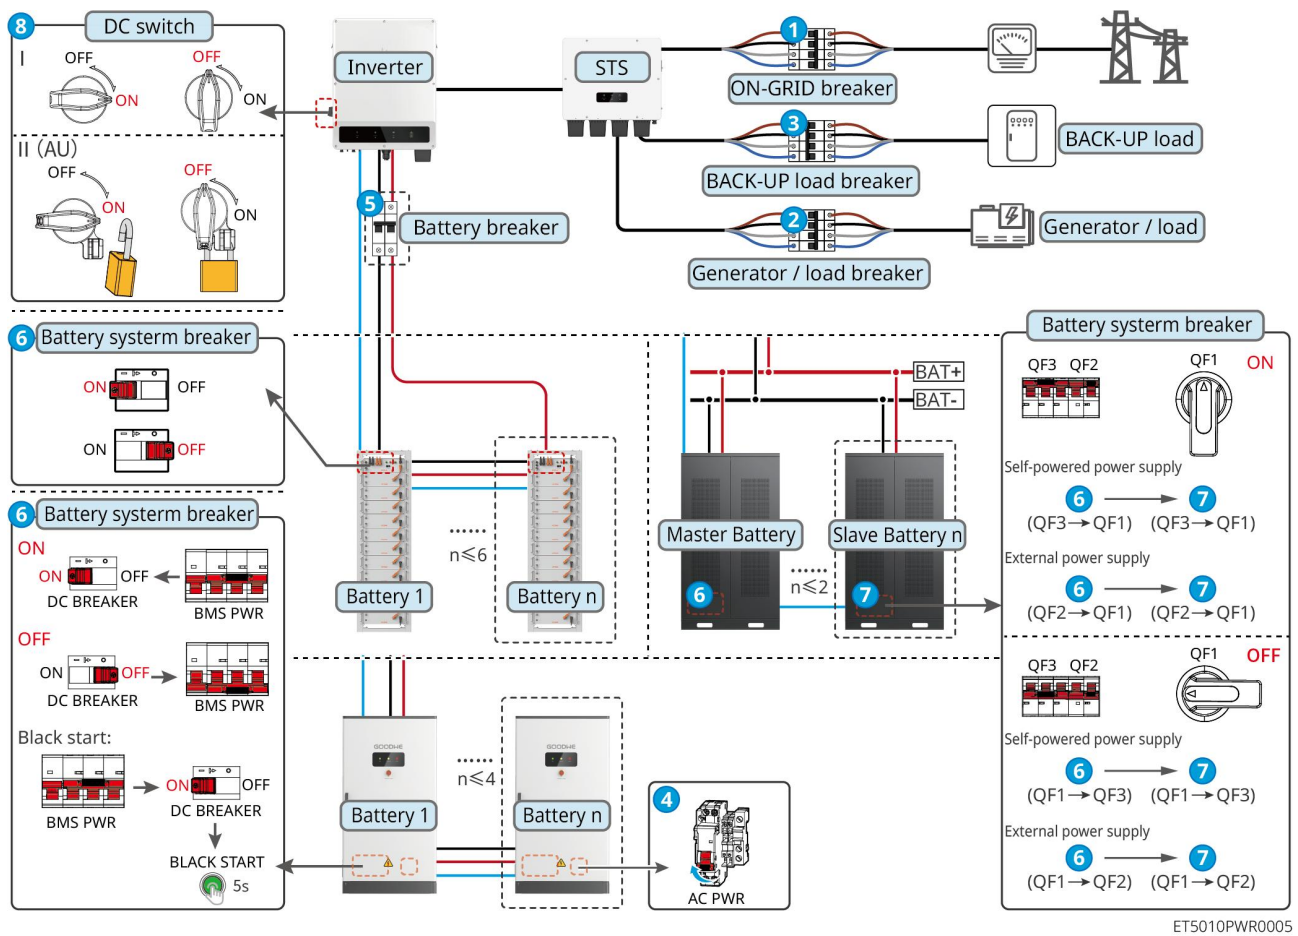 8 DC switch
I
OFF
ON
OFF
ON
II (AU)
OFF
ON
OFF
ON
Inverter
STS
1
ON-GRID breaker
3
BACK-UP load breaker
BACK-UP load
2
Generator / load breaker
Generator / load
5
Battery breaker
6 Battery systerm breaker
ON OFF
ON OFF
6 Battery systerm breaker
ON
ON OFF
DC BREAKER
BMS PWR
OFF
ON OFF
DC BREAKER
BMS PWR
Black start:
BMS PWR
ON OFF
DC BREAKER
BLACK START
5s
Battery 1
n≤6
Battery n
BAT+
BAT-
Master Battery
Slave Battery n
n≤2
6
7
GOODWE
Battery 1
n≤4
GOODWE
Battery n
4
AC PWR
Battery systerm breaker
QF3 QF2
QF1
ON
Self-powered power supply
6 → 7
(QF3→QF1) (QF3→QF1)
External power supply
6 → 7
(QF2→QF1) (QF2→QF1)
QF3 QF2
QF1
OFF
Self-powered power supply
6 → 7
(QF1→QF3) (QF1→QF3)
External power supply
6 → 7
(QF1→QF2) (QF1→QF2)
ET5010PWR0005